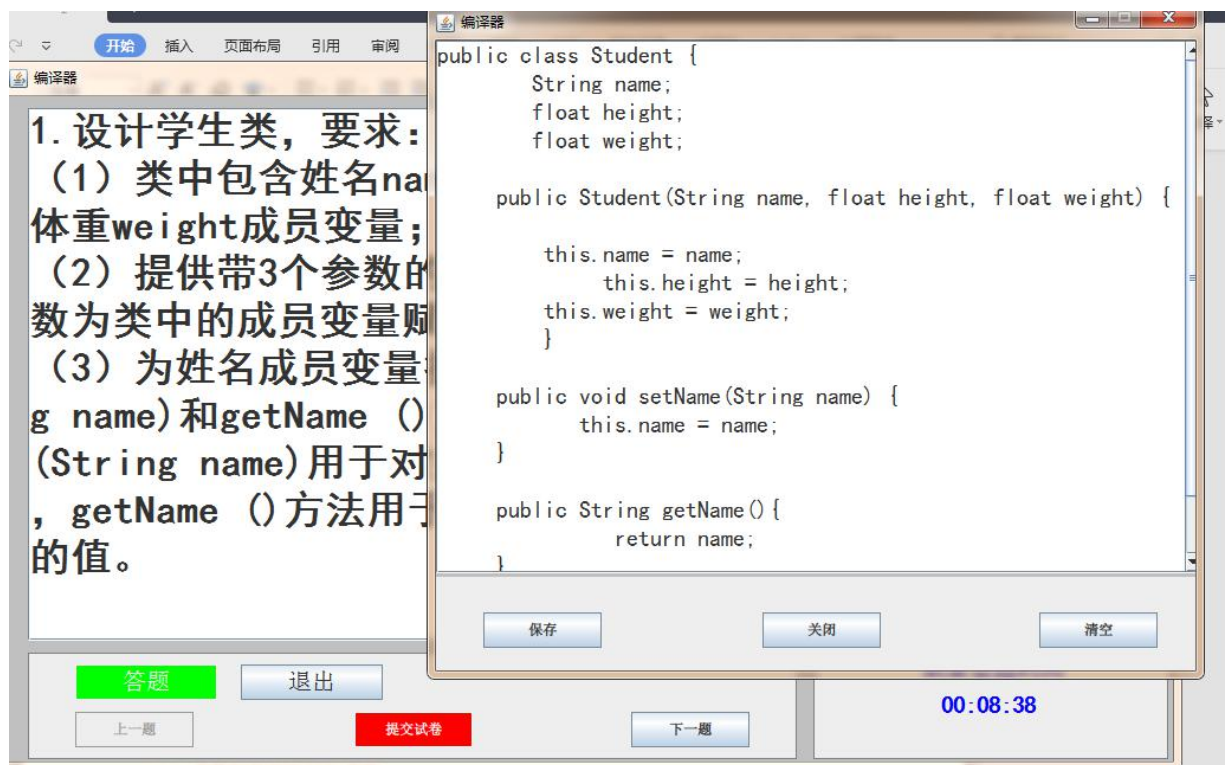 开始 插入 页面布局 引用 审阅
编译器
1.设计学生类，要求：
（1）类中包含姓名na
体重weight成员变量；
（2）提供带3个参数的
数为类中的成员变量赋
（3）为姓名成员变量
g name)和getName ()
(String name)用于对
，getName ()方法用于
的值。
答题 退出
上一题 提交试卷 下一题
编译器
public class Student {
String name;
float height;
float weight;
public Student(String name, float height, float weight) {
this.name = name;
this.height = height;
this.weight = weight;
}
public void setName(String name) {
this.name = name;
}
public String getName(){
return name;
}
保存 关闭 清空
00:08:38